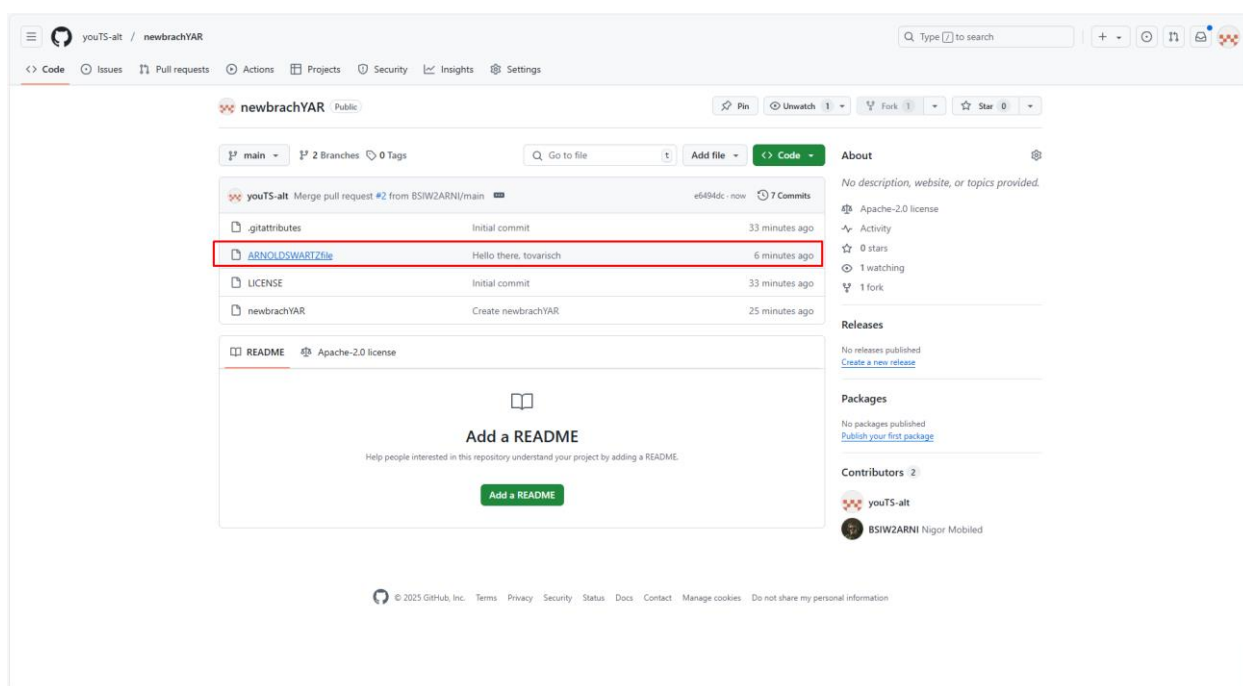 youTS-alt / newbrachYAR
Type / to search
Code Issues Pull requests Actions Projects Security Insights Settings
newbrachYAR Public
Pin Unwatch 1 Fork 1 Star 0
main 2 Branches 0 Tags Go to file t Add file Code
youTS-alt Merge pull request #2 from BSIW2ARNI/main e6494dc · now 7 Commits
.gitattributes Initial commit 33 minutes ago
ARNOLDSWARTZfile Hello there, tovarisch 6 minutes ago
LICENSE Initial commit 33 minutes ago
newbrachYAR Create newbrachYAR 25 minutes ago
README Apache-2.0 license
Add a README
Help people interested in this repository understand your project by adding a README.
Add a README
About
No description, website, or topics provided.
Apache-2.0 license
Activity
0 stars
1 watching
1 fork
Releases
No releases published
Create a new release
Packages
No packages published
Publish your first package
Contributors 2
youTS-alt
BSIW2ARNI Nigor Mobiled
© 2025 GitHub, Inc. Terms Privacy Security Status Docs Contact Manage cookies Do not share my personal information